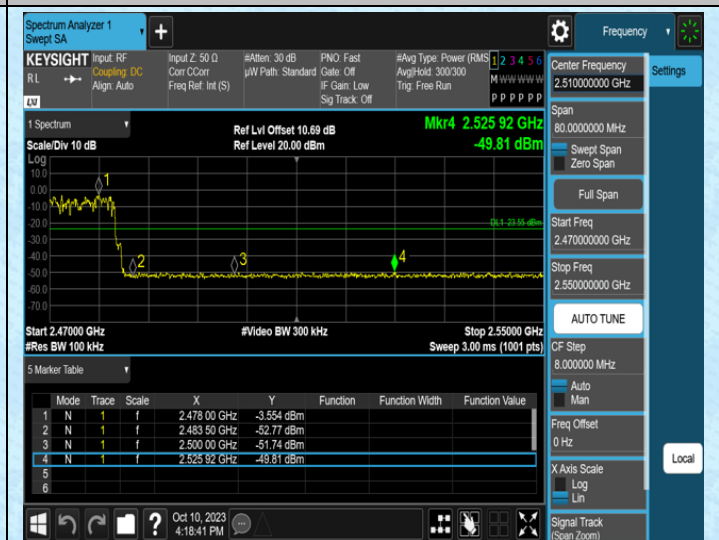 Spectrum Analyzer 1
Swept SA
+
Frequency
KEYSIGHT
RL
LXI
Input: RF
Coupling: DC
Align: Auto
Input Z: 50 Ω
Corr CCorr
Freq Ref: Int (S)
#Atten: 30 dB
µW Path: Standard
PNO: Fast
Gate: Off
IF Gain: Low
Sig Track: Off
#Avg Type: Power (RMS
Avg|Hold: 300/300
Trig: Free Run
1 2 3 4 5 6
M W W W W W
P P P P P P
Center Frequency
2.510000000 GHz
Settings
Span
80.0000000 MHz
Swept Span
Zero Span
Full Span
Start Freq
2.470000000 GHz
Stop Freq
2.550000000 GHz
AUTO TUNE
CF Step
8.000000 MHz
Auto
Man
Freq Offset
0 Hz
X Axis Scale
Log
Lin
Signal Track
(Span Zoom)
Local
1 Spectrum
Scale/Div 10 dB
Ref Lvl Offset 10.69 dB
Ref Level 20.00 dBm
Mkr4 2.525 92 GHz
-49.81 dBm
Log
10.0
0.00
-10.0
-20.0
-30.0
-40.0
-50.0
-60.0
-70.0
1
2
3
4
DL1 -23.55 dBm
Start 2.47000 GHz
#Res BW 100 kHz
#Video BW 300 kHz
Stop 2.55000 GHz
Sweep 3.00 ms (1001 pts)
5 Marker Table
Mode Trace Scale X Y Function Function Width Function Value
1 N 1 f 2.478 00 GHz -3.554 dBm
2 N 1 f 2.483 50 GHz -52.77 dBm
3 N 1 f 2.500 00 GHz -51.74 dBm
4 N 1 f 2.525 92 GHz -49.81 dBm
5
6
?
Oct 10, 2023
4:18:41 PM